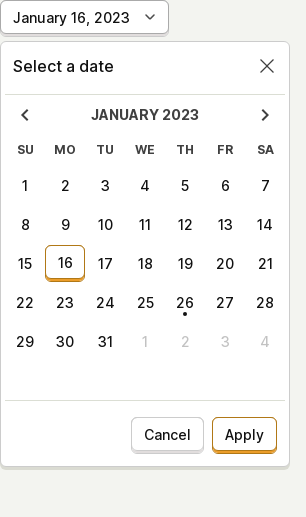 January 16, 2023
Select a date
JANUARY 2023
SU MO TU WE TH FR SA
1 2 3 4 5 6 7
8 9 10 11 12 13 14
15 16 17 18 19 20 21
22 23 24 25 26 27 28
29 30 31 1 2 3 4
Cancel Apply